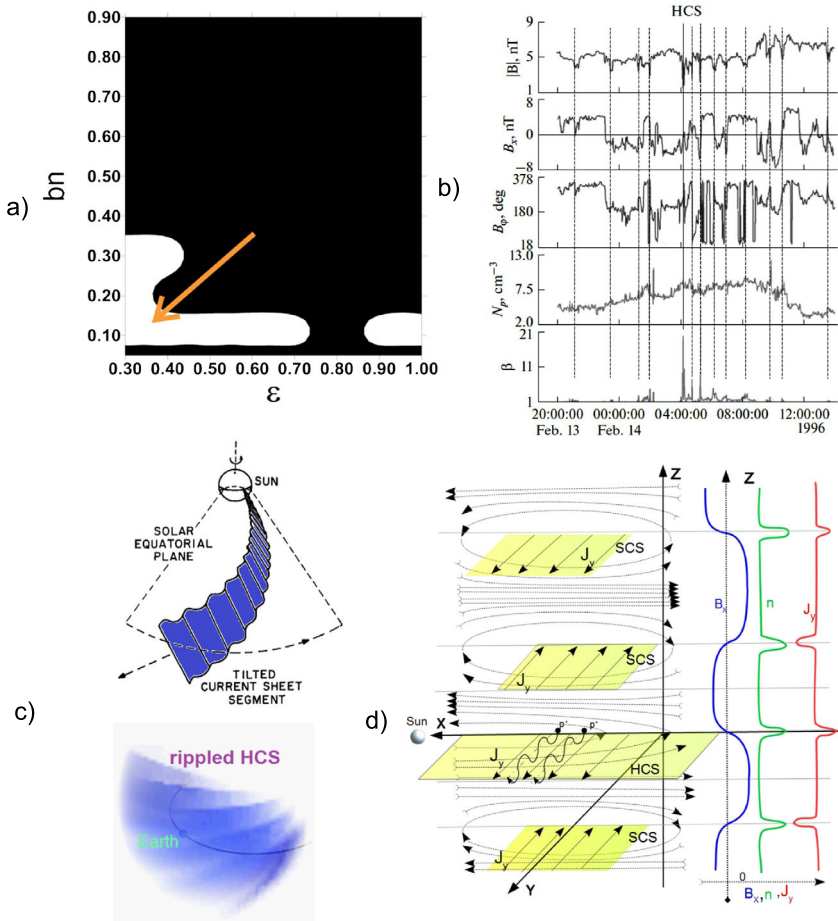 a)
bn
0.90
0.80
0.70
0.60
0.50
0.40
0.30
0.20
0.10
0.30 0.40 0.50 0.60 0.70 0.80 0.90 1.00
ε
b)
HCS
|B|, nT
9
5
1
Bx, nT
8
0
−8
Bφ, deg
378
180
18
Np, cm−3
13.0
7.5
2.0
β
21
11
1
20:00:00 00:00:00 04:00:00 08:00:00 12:00:00
Feb. 13 Feb. 14 1996
c)
SUN
SOLAR
EQUATORIAL
PLANE
TILTED
CURRENT SHEET
SEGMENT
rippled HCS
Earth
d)
Z Z
Jy SCS
Bx n Jy
SCS
Jy
Sun
X p+ p+
Jy
HCS
SCS
Jy
Y
0
Bx, n ,Jy